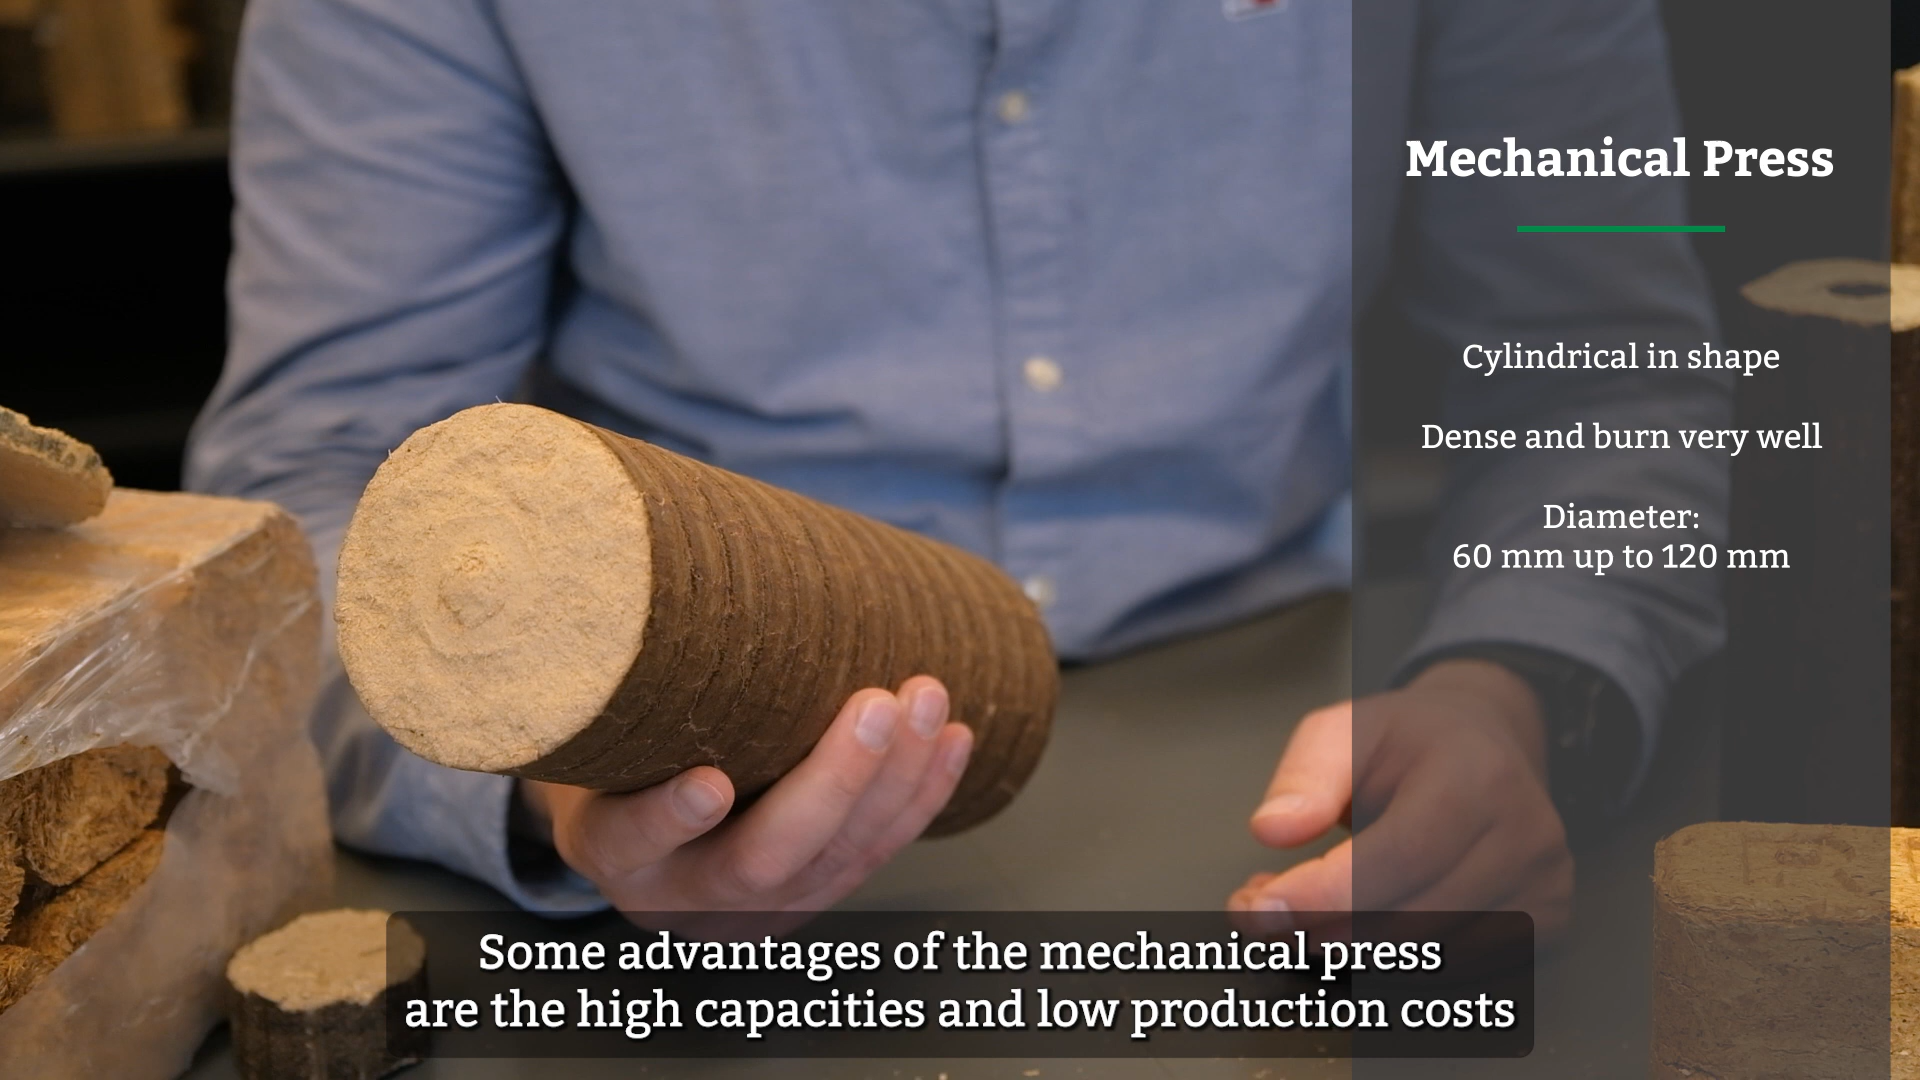 Mechanical Press
Cylindrical in shape
Dense and burn very well
Diameter:
60 mm up to 120 mm
Some advantages of the mechanical press
are the high capacities and low production costs